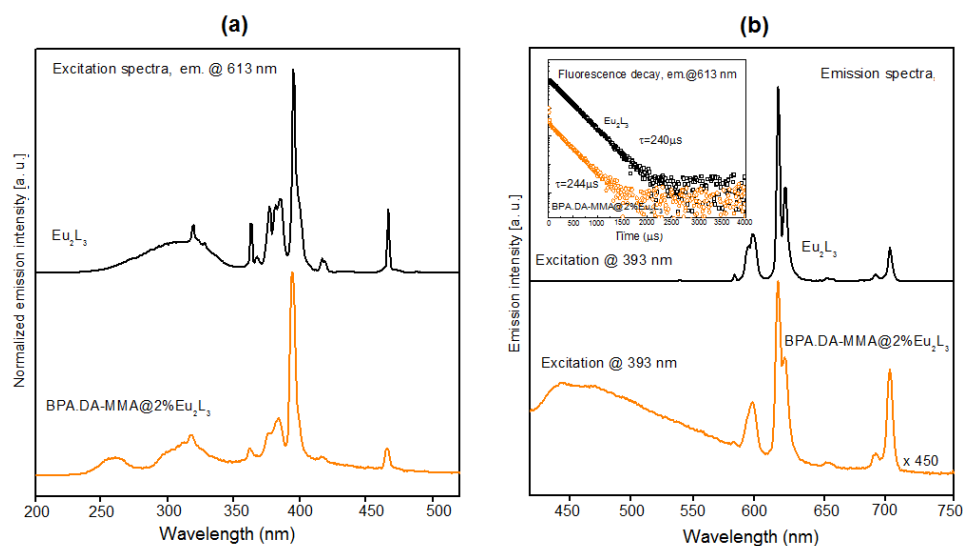 (a)
Excitation spectra, em. @ 613 nm
Eu₂L₃
BPA.DA-MMA@2%Eu₂L₃
Normalized emission intensity [a. u.]
200 250 300 350 400 450 500
Wavelength (nm)
(b)
Emission spectra,
Fluorescence decay, em.@613 nm
Eu₂L₃
τ=240μs
τ=244μs
BPA.DA-MMA@2%Eu₂L₃
0 500 1000 1500 2000 2500 3000 3500 4000
Time (μs)
Eu₂L₃
Excitation @ 393 nm
BPA.DA-MMA@2%Eu₂L₃
Excitation @ 393 nm
x 450
Emission intensity [a. u.]
450 500 550 600 650 700 750
Wavelength (nm)